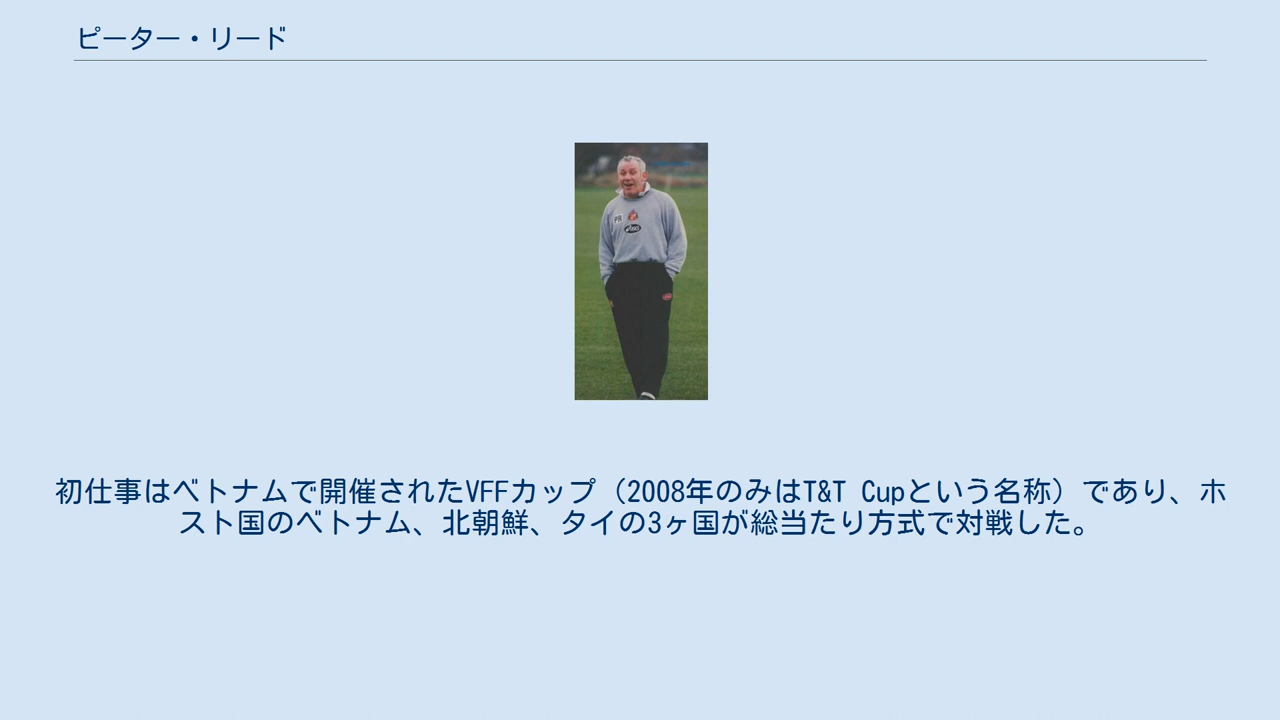 ピーター・リード
PR
asics
初仕事はベトナムで開催されたVFFカップ（2008年のみはT&T Cupという名称）であり、ホ
スト国のベトナム、北朝鮮、タイの3ヶ国が総当たり方式で対戦した。